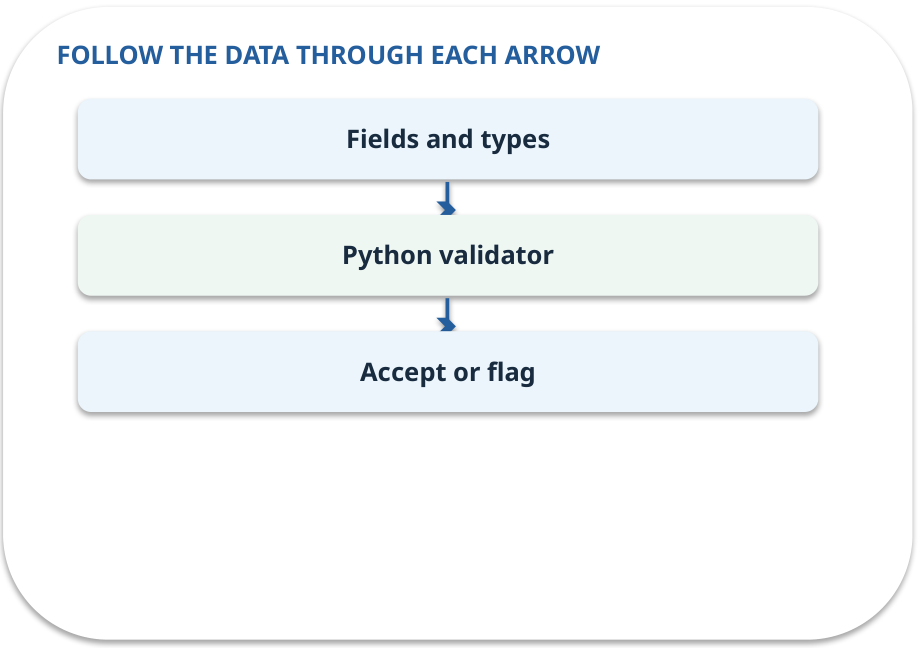 FOLLOW THE DATA THROUGH EACH ARROW
Fields and types
Python validator
Accept or flag